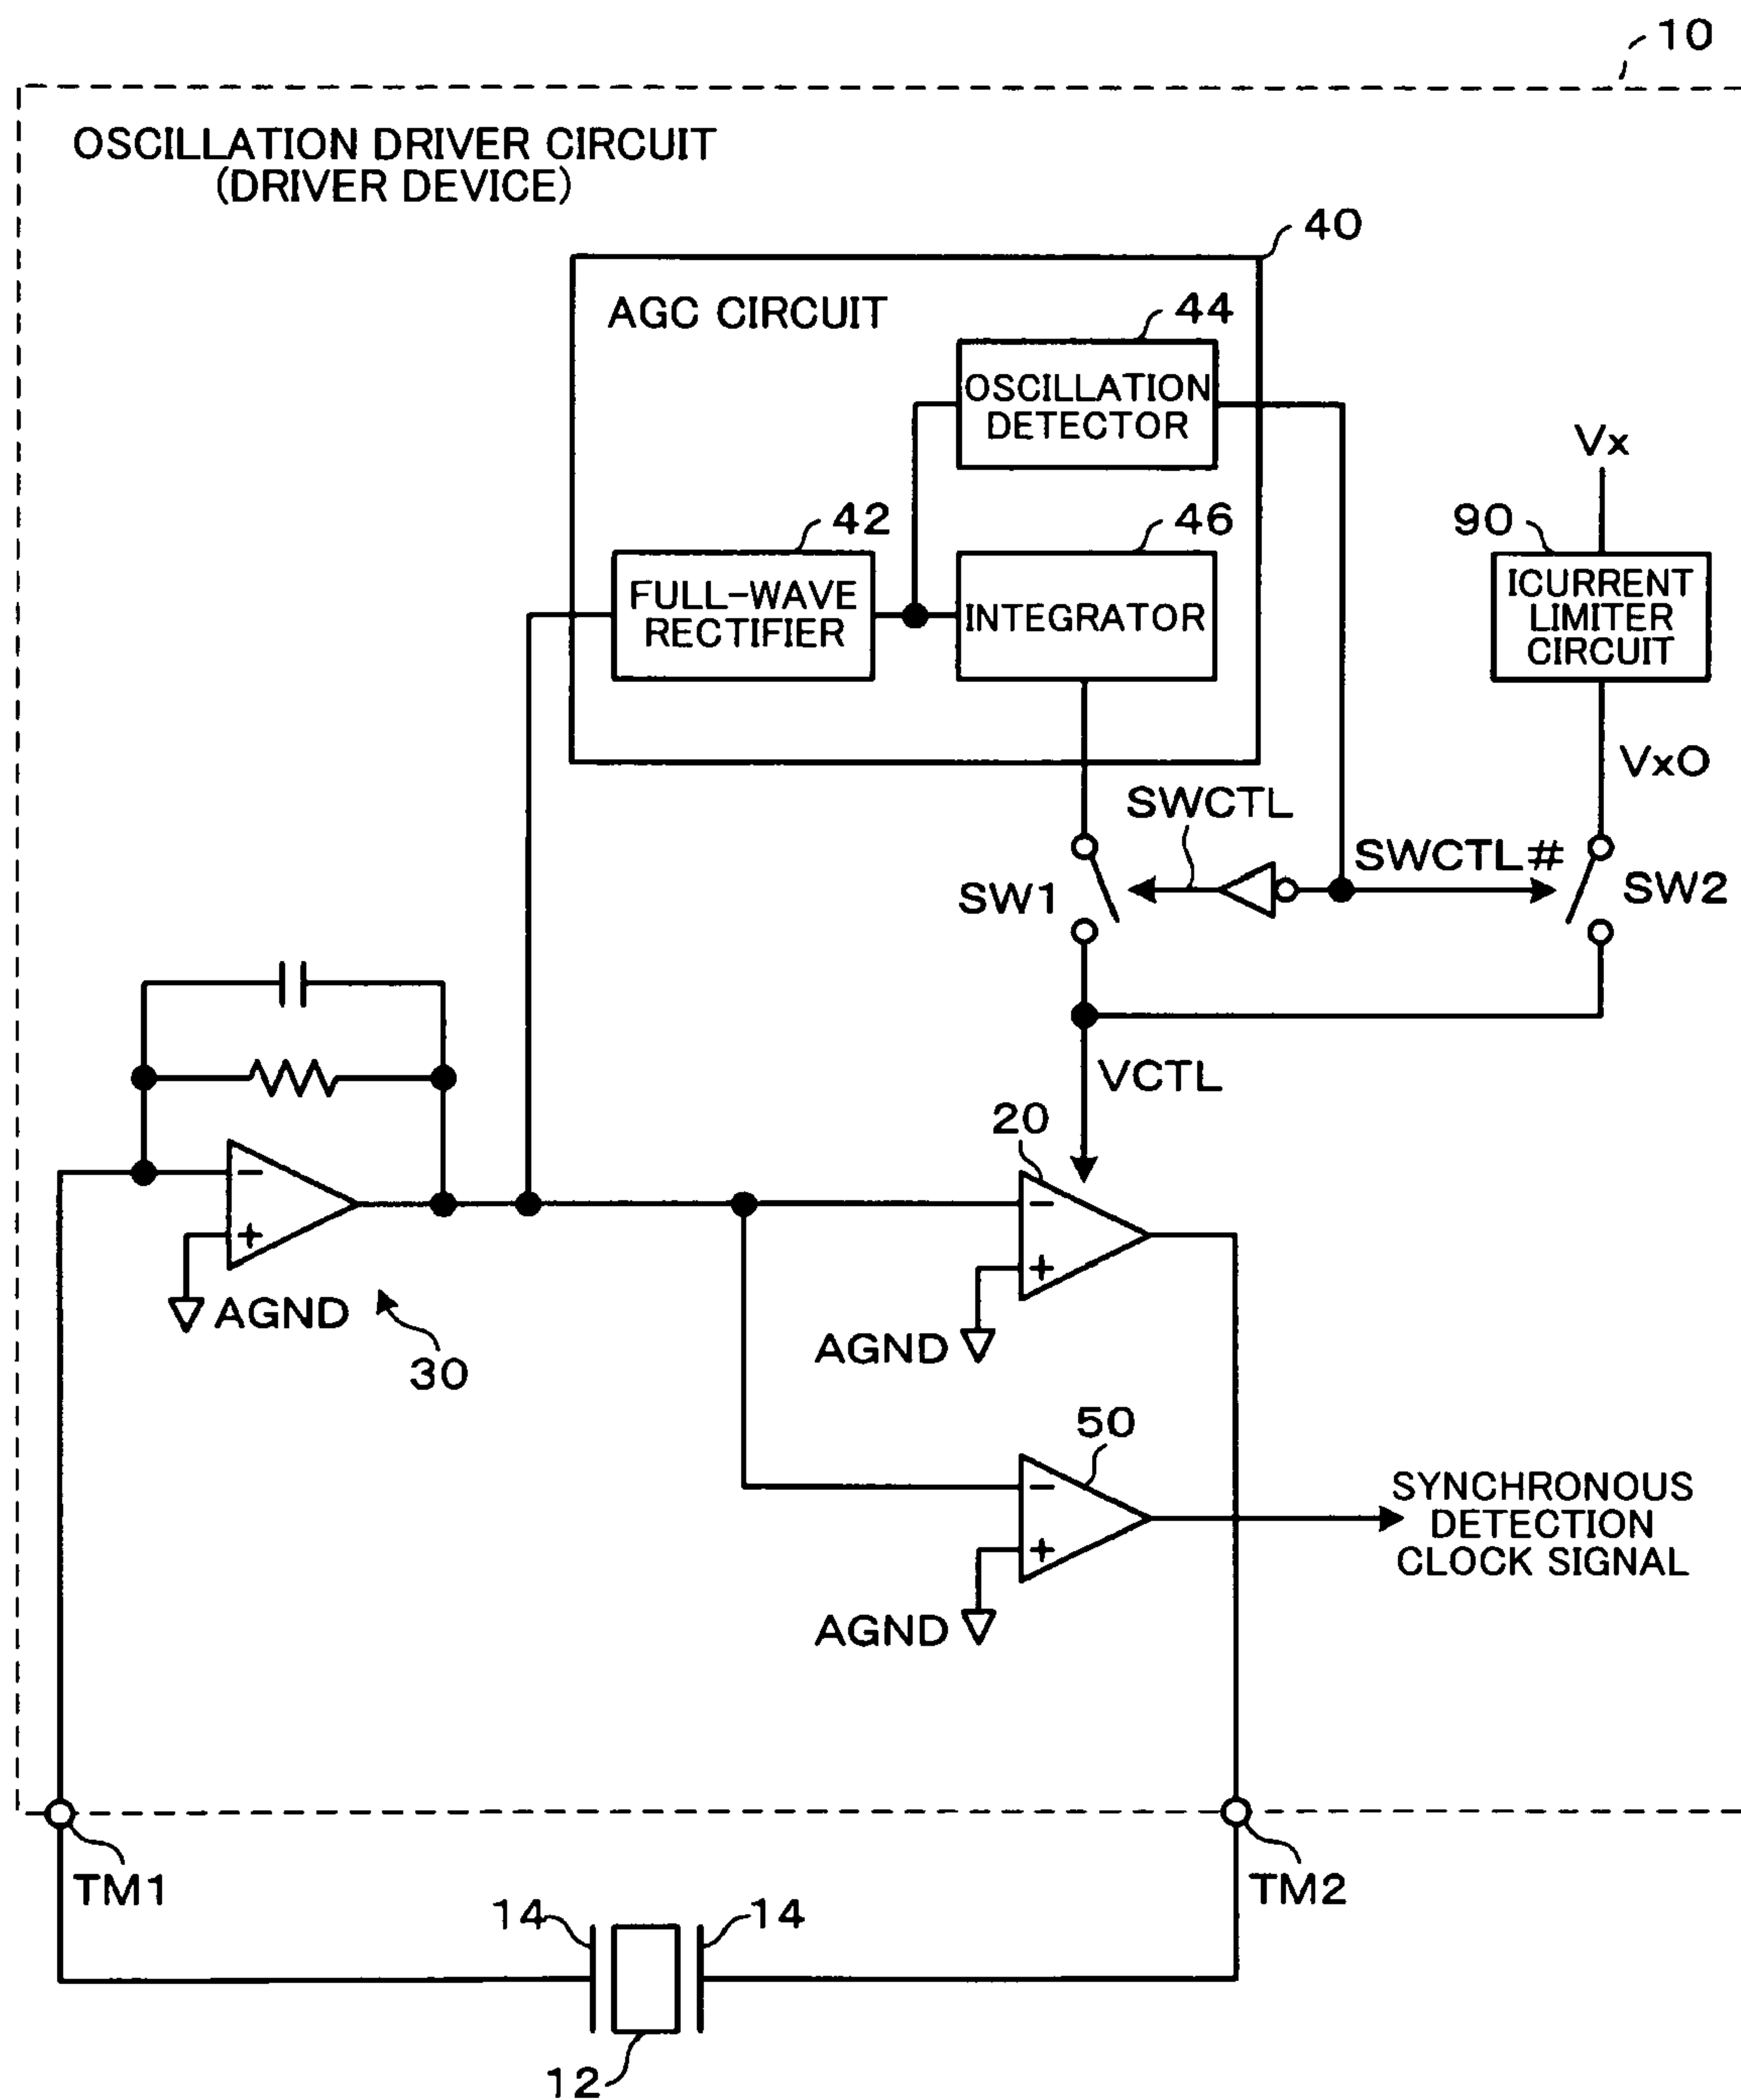 10
OSCILLATION DRIVER CIRCUIT
(DRIVER DEVICE)
40
AGC CIRCUIT
44
OSCILLATION
DETECTOR
Vx
42
46
90
FULL-WAVE
RECTIFIER
INTEGRATOR
ICURRENT
LIMITER
CIRCUIT
VxO
SWCTL
SWCTL#
SW1
SW2
VCTL
20
−
+
AGND
30
−
+
AGND
50
−
+
AGND
SYNCHRONOUS
DETECTION
CLOCK SIGNAL
TM1
TM2
14
14
12